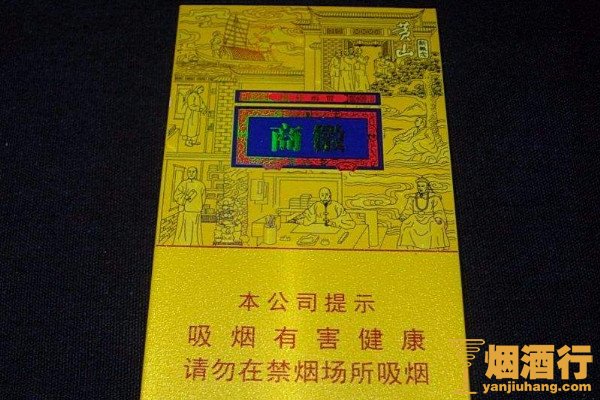 黄山
商徽
本公司提示
吸烟有害健康
请勿在禁烟场所吸烟
烟酒行
yanjiuhang.com